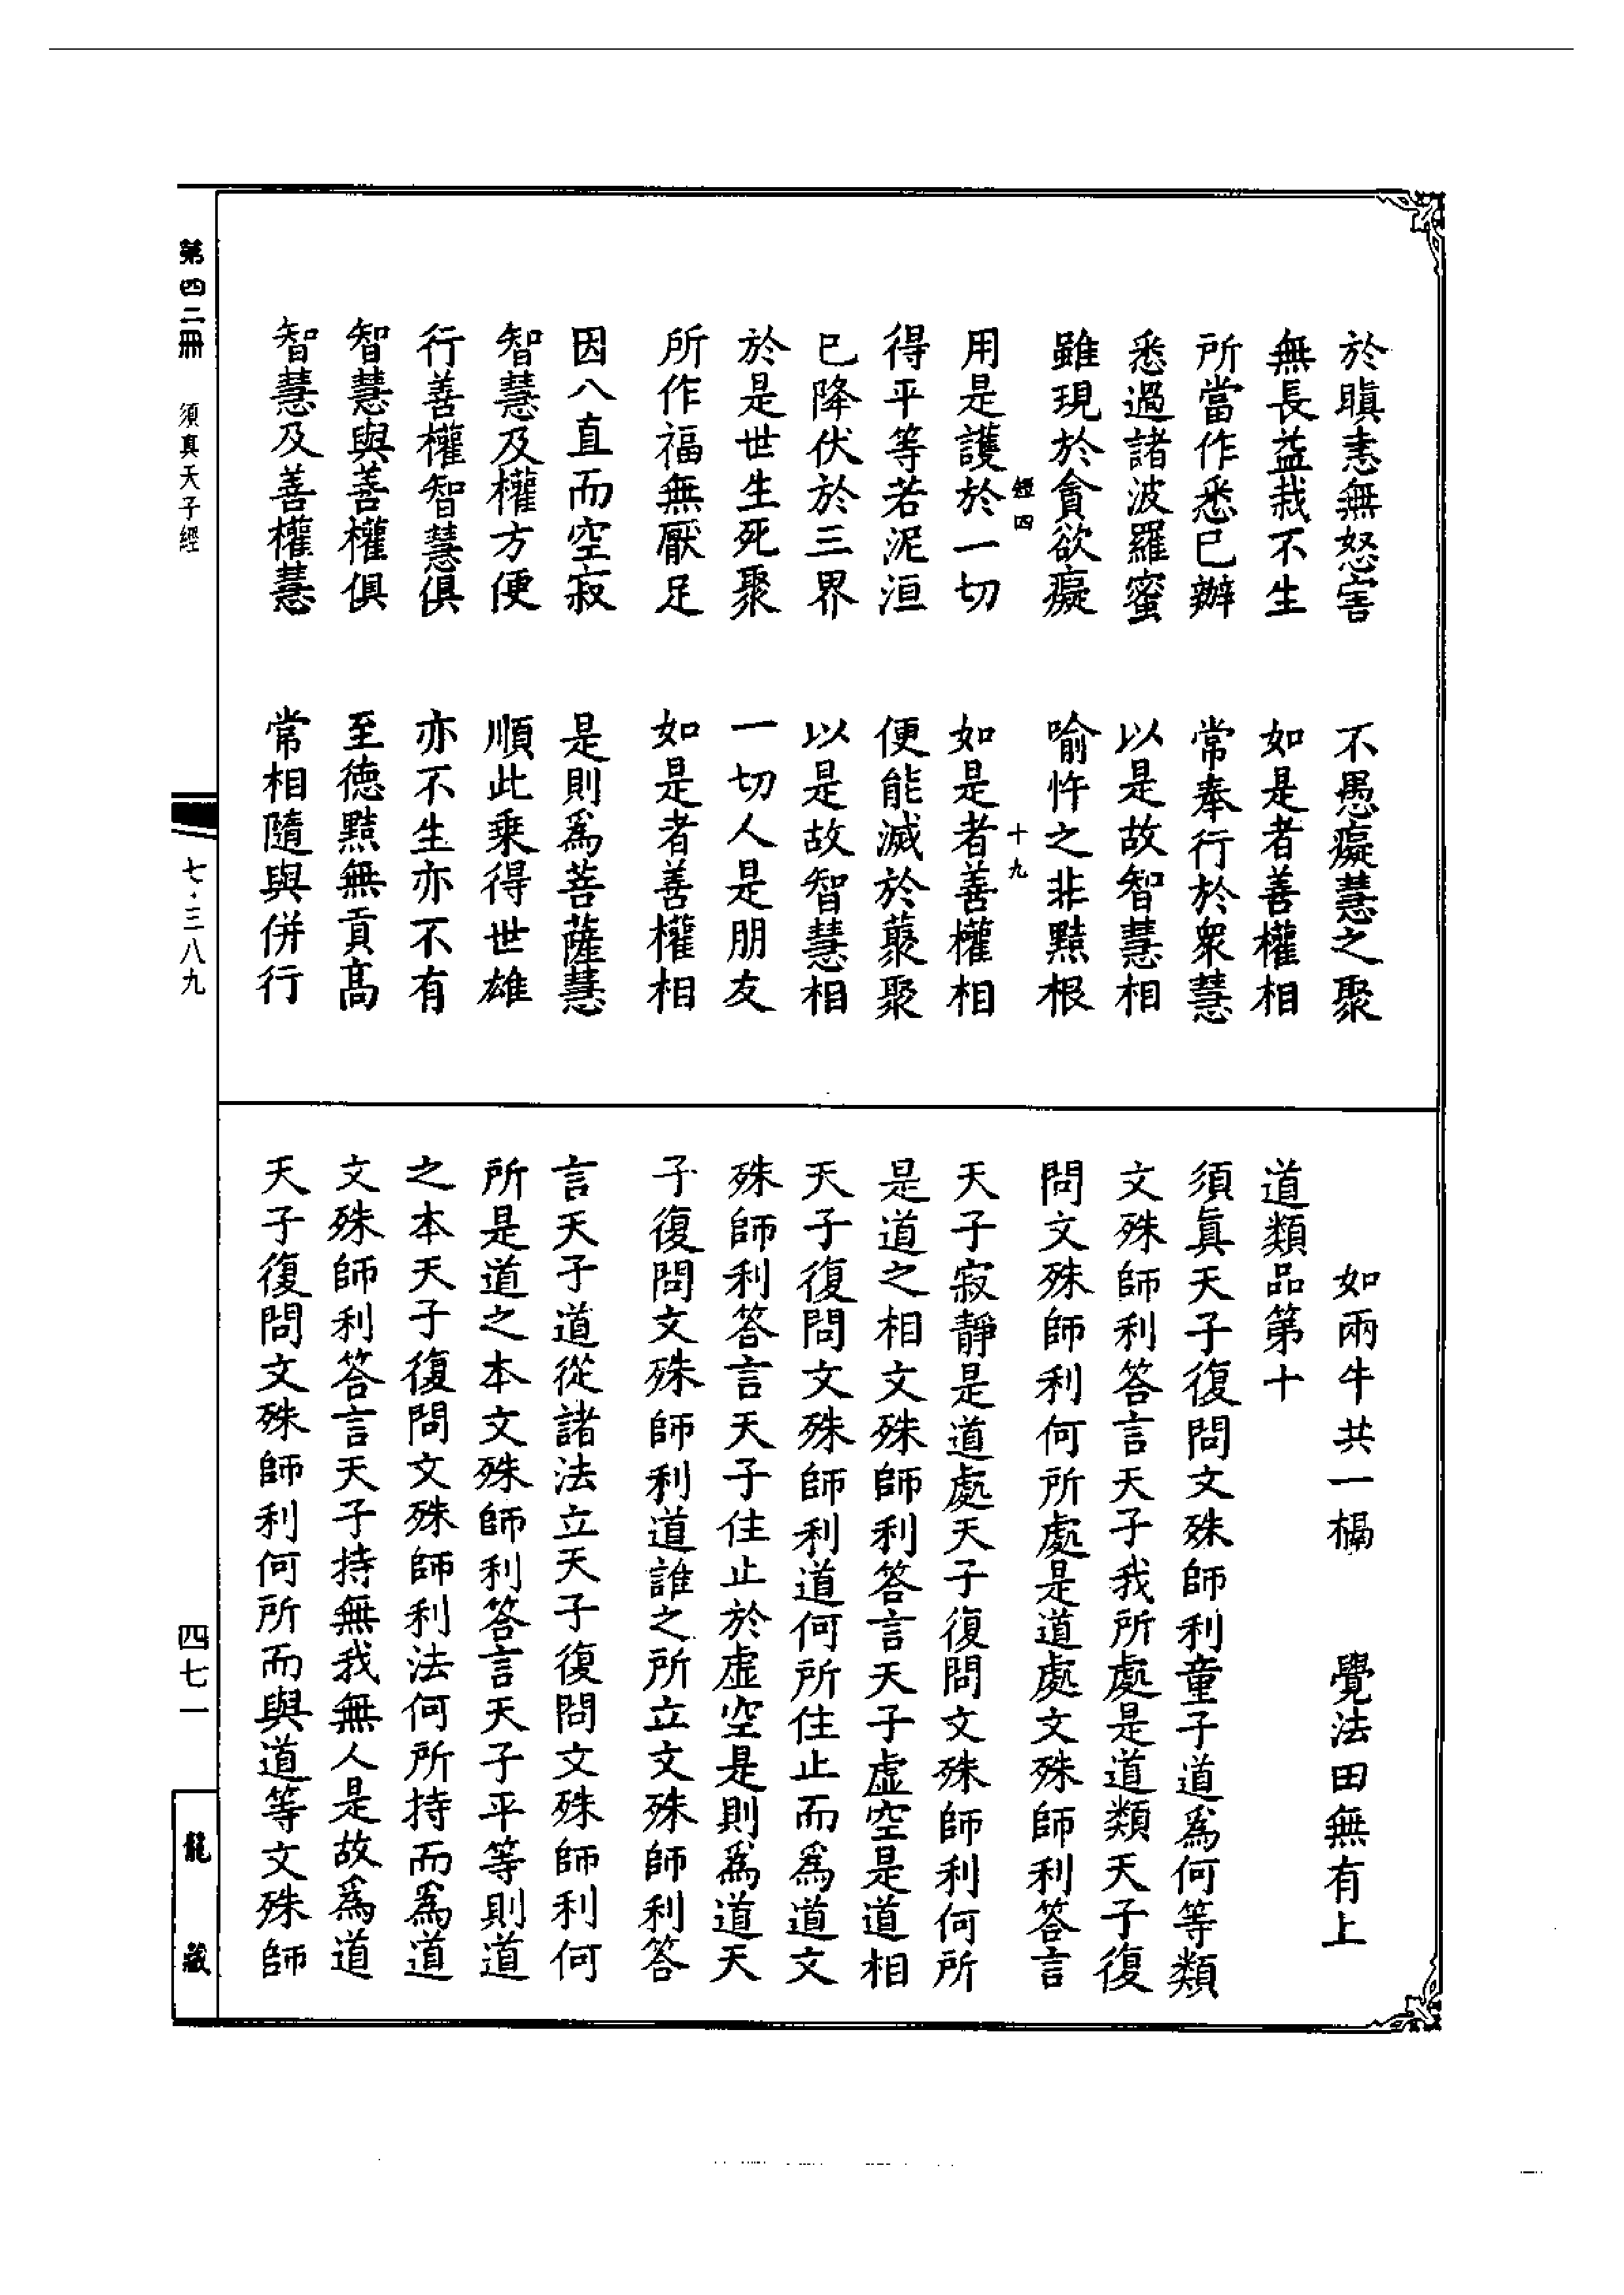 於瞋恚無怒害　不愚癡慧之聚
無長益栽不生　如是者善權相
所當作悉已辦　常奉行於衆慧
悉過諸波羅蜜　以是故智慧相
雖現於貪欲癡　喻忤之非黠根
經四　十九
用是護於一切　如是者善權相
得平等若泥洹　便能滅於藂聚
已降伏於三界　以是故智慧相
於是世生死聚　一切人是朋友
所作福無厭足　如是者善權相
因八直而空寂　是則爲菩薩慧
智慧及權方便　順此乘得世雄
行善權智慧俱　亦不生亦不有
智慧與善權俱　至德黠無貢高
智慧及善權慧　常相隨與併行
如兩牛共一槅　覺法田無有上
道類品第十
須眞天子復問文殊師利童子道爲何等類
文殊師利答言天子我所處是道類天子復
問文殊師利何所處是道處文殊師利答言
天子寂靜是道處天子復問文殊師利何所
是道之相文殊師利答言天子虛空是道相
天子復問文殊師利道何所住止而爲道文
殊師利答言天子住止於虛空是則爲道天
子復問文殊師利道誰之所立文殊師利答
言天子道從諸法立天子復問文殊師利何
所是道之本文殊師利答言天子平等則道
之本天子復問文殊師利法何所持而爲道
文殊師利答言天子持無我無人是故爲道
天子復問文殊師利何所而與道等文殊師
第四二冊　須真天子經
七·三八九
四七一
龍藏